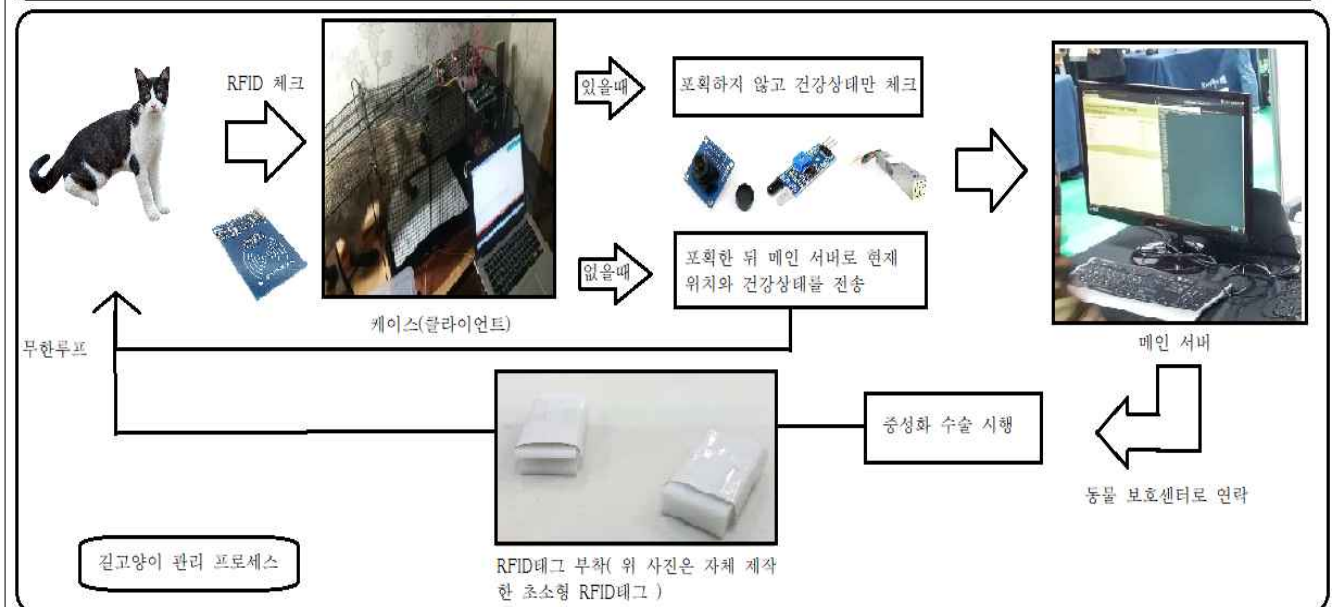 RFID 체크
있을때
포획하지 않고 건강상태만 체크
없을때
포획한 뒤 메인 서버로 현재
위치와 건강상태를 전송
케이스(클라이언트)
메인 서버
무한루프
중성화 수술 시행
동물 보호센터로 연락
RFID태그 부착( 위 사진은 자체 제작
한 초소형 RFID태그 )
길고양이 관리 프로세스